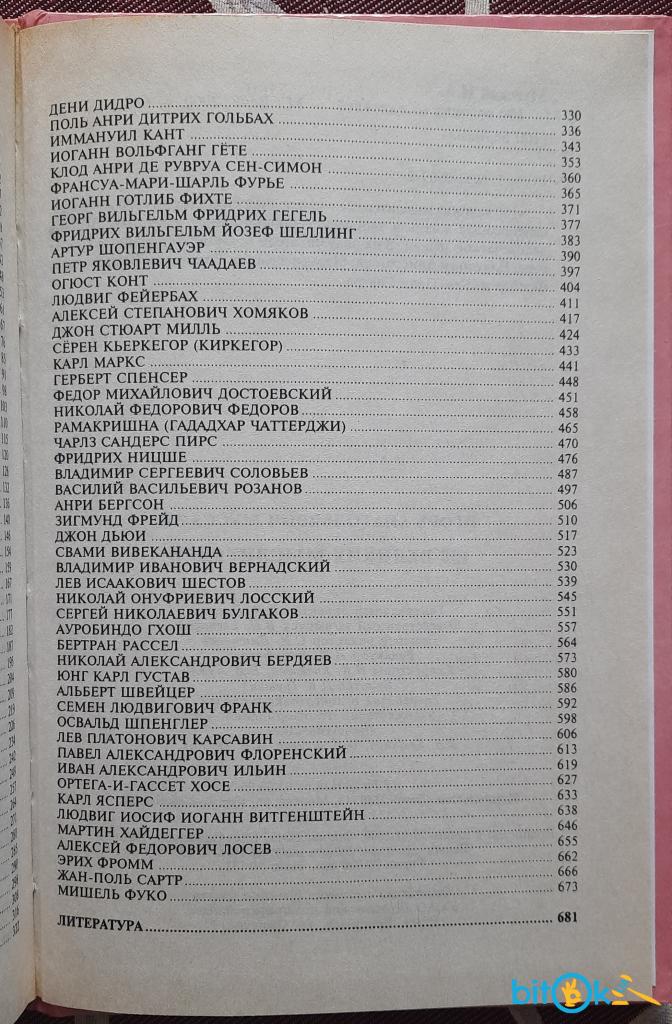 ДЕНИ ДИДРО 330
ПОЛЬ АНРИ ДИТРИХ ГОЛЬБАХ 336
ИММАНУИЛ КАНТ 343
ИОГАНН ВОЛЬФГАНГ ГЁТЕ 353
КЛОД АНРИ ДЕ РУВРУА СЕН-СИМОН 360
ФРАНСУА-МАРИ-ШАРЛЬ ФУРЬЕ 365
ИОГАНН ГОТЛИБ ФИХТЕ 371
ГЕОРГ ВИЛЬГЕЛЬМ ФРИДРИХ ГЕГЕЛЬ 377
ФРИДРИХ ВИЛЬГЕЛЬМ ЙОЗЕФ ШЕЛЛИНГ 383
АРТУР ШОПЕНГАУЭР 390
ПЕТР ЯКОВЛЕВИЧ ЧААДАЕВ 397
ОГЮСТ КОНТ 404
ЛЮДВИГ ФЕЙЕРБАХ 411
АЛЕКСЕЙ СТЕПАНОВИЧ ХОМЯКОВ 417
ДЖОН СТЮАРТ МИЛЛЬ 424
СЁРЕН КЬЕРКЕГОР (КИРКЕГОР) 433
КАРЛ МАРКС 441
ГЕРБЕРТ СПЕНСЕР 448
ФЕДОР МИХАЙЛОВИЧ ДОСТОЕВСКИЙ 451
НИКОЛАЙ ФЕДОРОВИЧ ФЕДОРОВ 458
РАМАКРИШНА (ГАДАДХАР ЧАТТЕРДЖИ) 465
ЧАРЛЗ САНДЕРС ПИРС 470
ФРИДРИХ НИЦШЕ 476
ВЛАДИМИР СЕРГЕЕВИЧ СОЛОВЬЕВ 487
ВАСИЛИЙ ВАСИЛЬЕВИЧ РОЗАНОВ 497
АНРИ БЕРГСОН 506
ЗИГМУНД ФРЕЙД 510
ДЖОН ДЬЮИ 517
СВАМИ ВИВЕКАНАНДА 523
ВЛАДИМИР ИВАНОВИЧ ВЕРНАДСКИЙ 530
ЛЕВ ИСААКОВИЧ ШЕСТОВ 539
НИКОЛАЙ ОНУФРИЕВИЧ ЛОССКИЙ 545
СЕРГЕЙ НИКОЛАЕВИЧ БУЛГАКОВ 551
АУРОБИНДО ГХОШ 557
БЕРТРАН РАССЕЛ 564
НИКОЛАЙ АЛЕКСАНДРОВИЧ БЕРДЯЕВ 573
ЮНГ КАРЛ ГУСТАВ 580
АЛЬБЕРТ ШВЕЙЦЕР 586
СЕМЕН ЛЮДВИГОВИЧ ФРАНК 592
ОСВАЛЬД ШПЕНГЛЕР 598
ЛЕВ ПЛАТОНОВИЧ КАРСАВИН 606
ПАВЕЛ АЛЕКСАНДРОВИЧ ФЛОРЕНСКИЙ 613
ИВАН АЛЕКСАНДРОВИЧ ИЛЬИН 619
ОРТЕГА-И-ГАССЕТ ХОСЕ 627
КАРЛ ЯСПЕРС 633
ЛЮДВИГ ИОСИФ ИОГАНН ВИТГЕНШТЕЙН 638
МАРТИН ХАЙДЕГГЕР 646
АЛЕКСЕЙ ФЕДОРОВИЧ ЛОСЕВ 655
ЭРИХ ФРОММ 662
ЖАН-ПОЛЬ САРТР 666
МИШЕЛЬ ФУКО 673
ЛИТЕРАТУРА 681
bitok